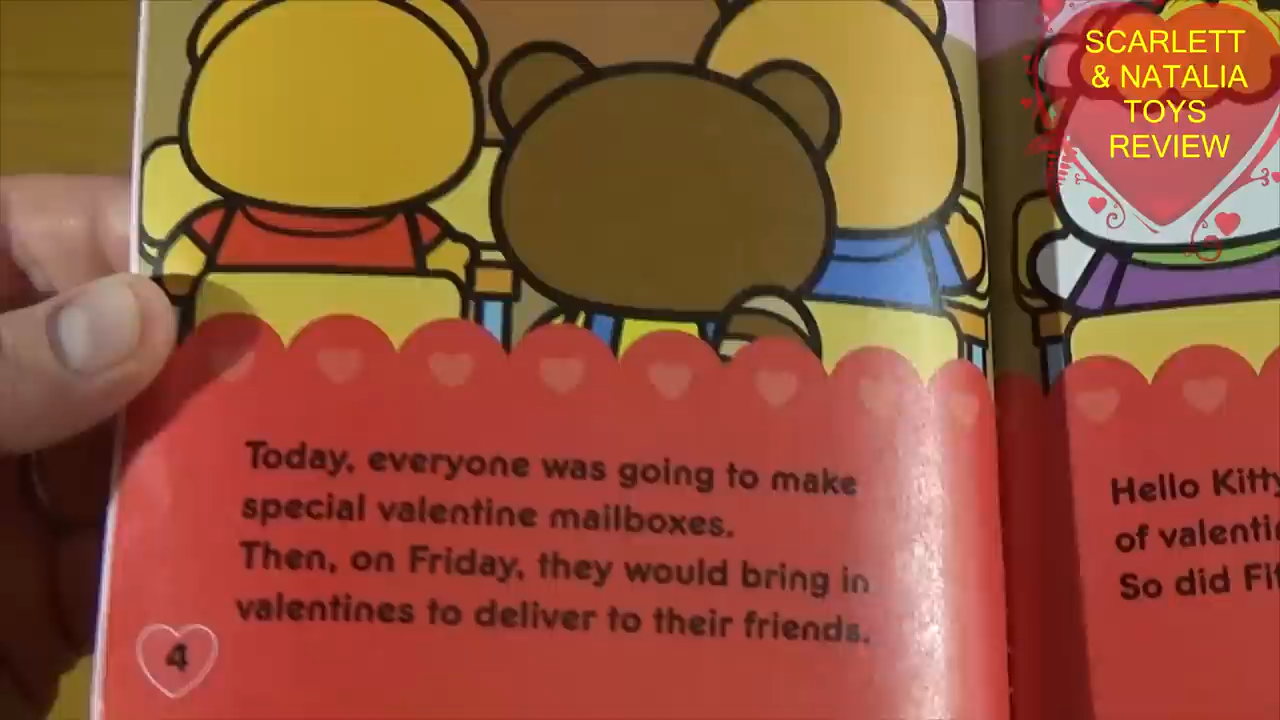 SCARLETT
& NATALIA
TOYS
REVIEW
Today, everyone was going to make
special valentine mailboxes.
Then, on Friday, they would bring in
valentines to deliver to their friends.
4
Hello Kitty
of
So did